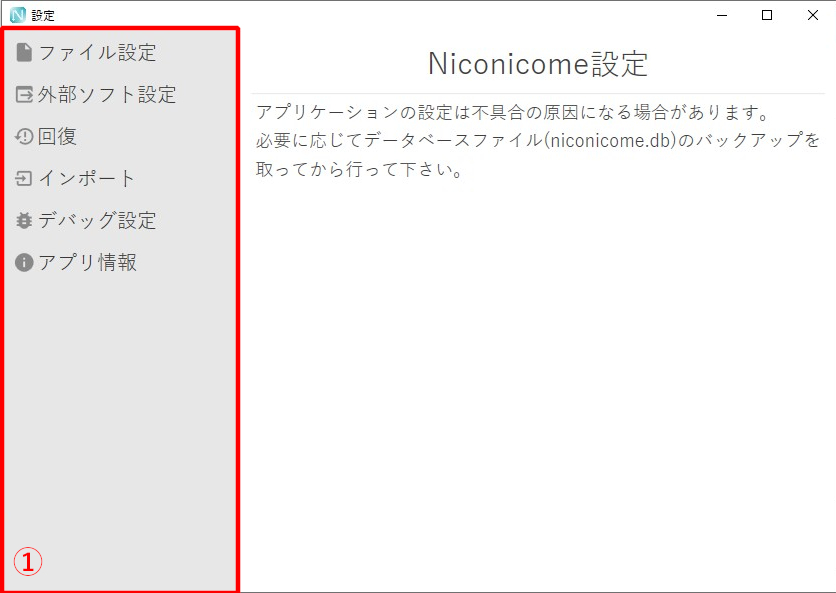 設定
ファイル設定
外部ソフト設定
回復
インポート
デバッグ設定
アプリ情報
①
Niconicome設定
アプリケーションの設定は不具合の原因になる場合があります。
必要に応じてデータベースファイル(niconicome.db)のバックアップを
取ってから行って下さい。